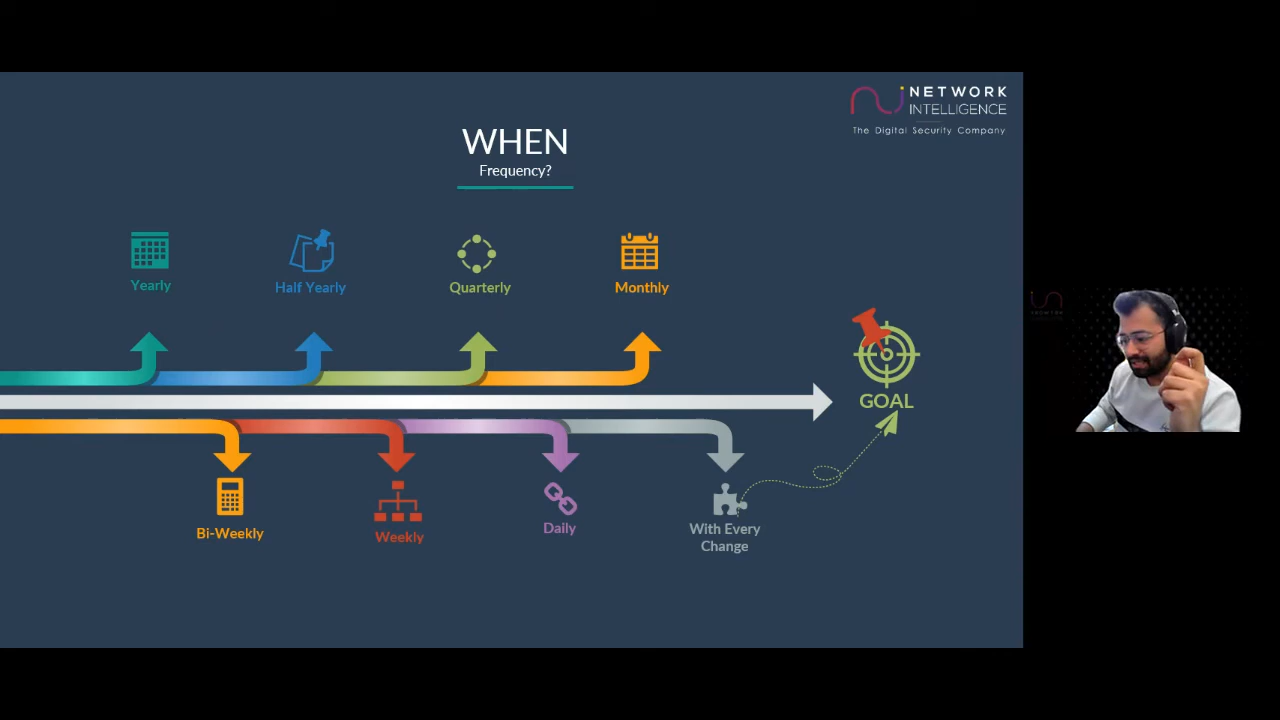 NETWORK
INTELLIGENCE
The Digital Security Company
WHEN
Frequency?
Yearly
Half Yearly
Quarterly
Monthly
GOAL
Bi-Weekly
Weekly
Daily
With Every
Change